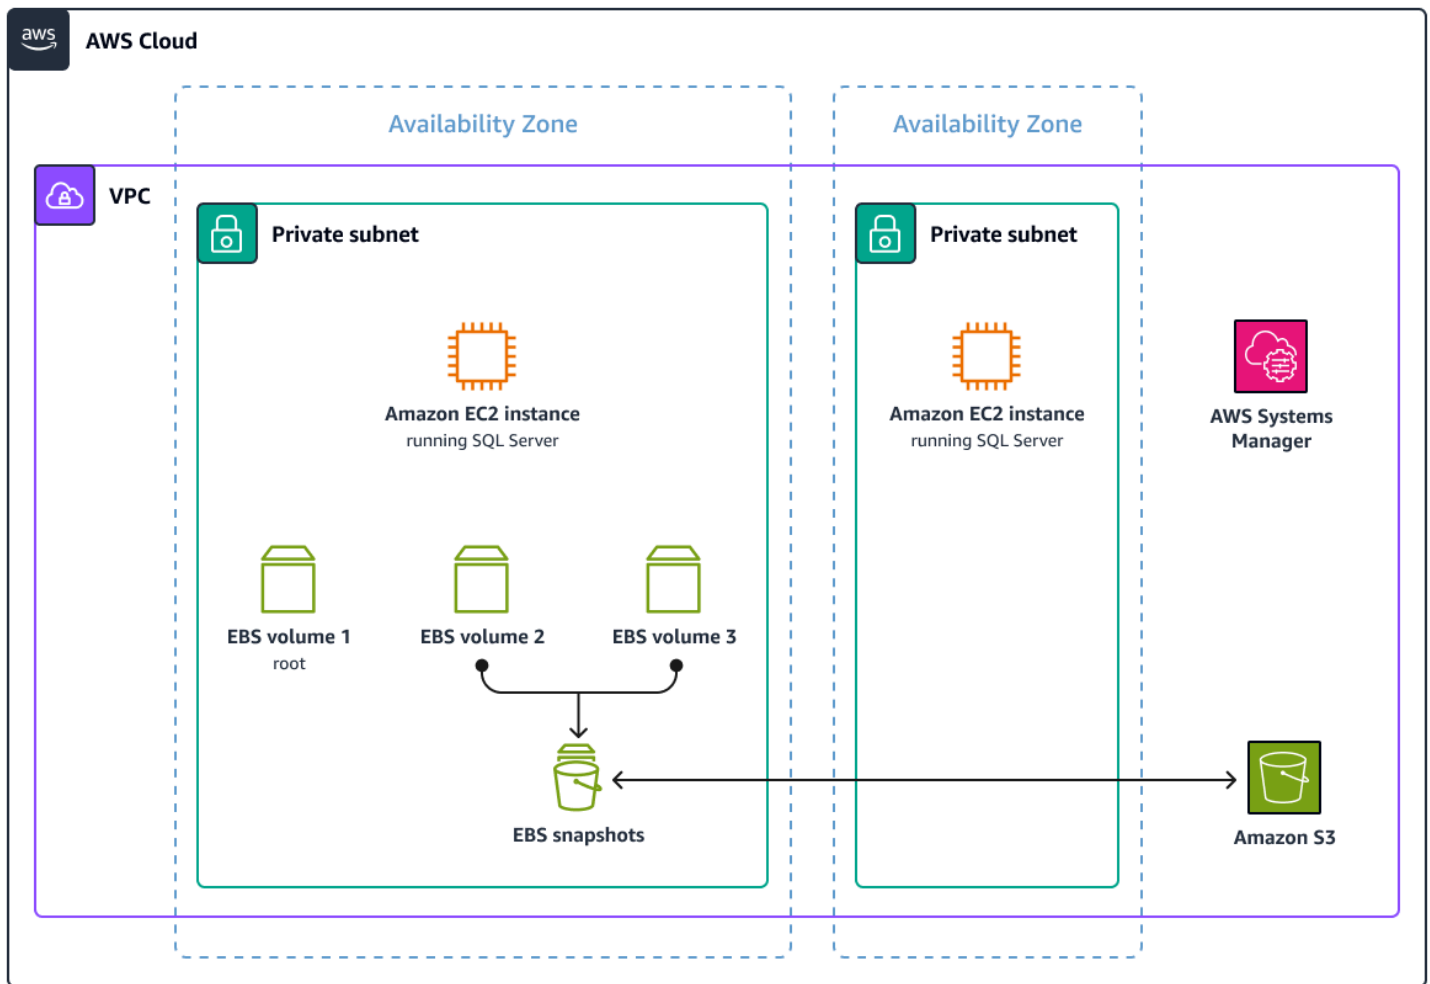 aws
AWS Cloud
Availability Zone
Availability Zone
VPC
Private subnet
Private subnet
Amazon EC2 instance
running SQL Server
Amazon EC2 instance
running SQL Server
AWS Systems
Manager
EBS volume 1
root
EBS volume 2
EBS volume 3
EBS snapshots
Amazon S3